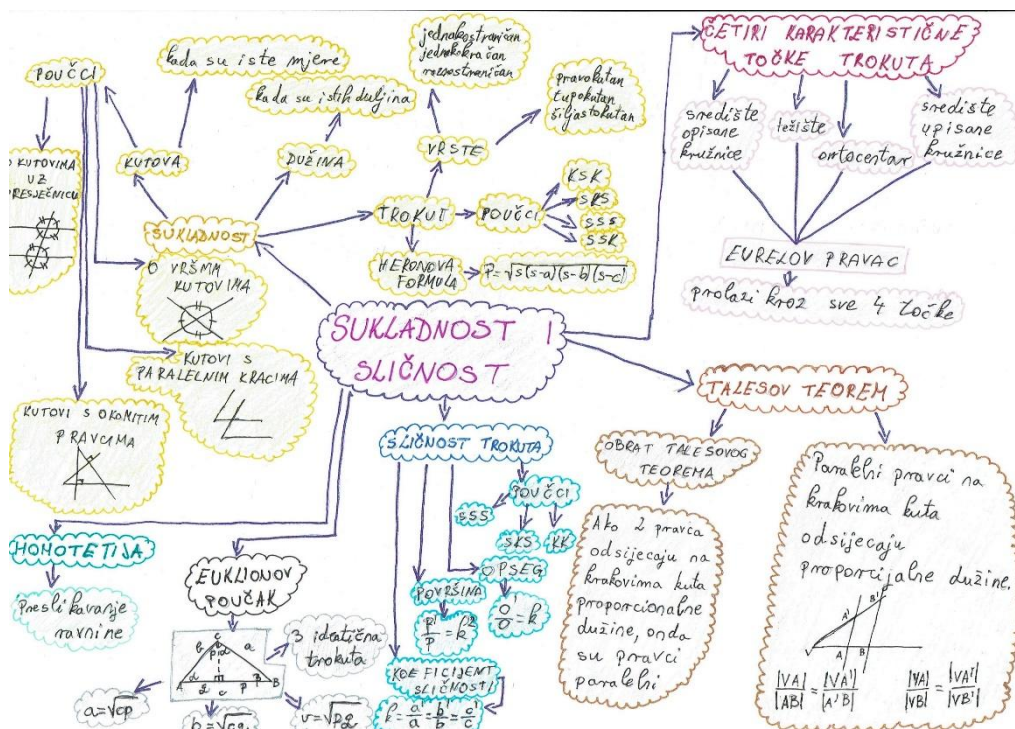 POUČCI
kada su iste mjere
kada su istih duljina
KUTOVA
DUŽINA
SUKLADNOST
O KUTOVIMA
UZ
PRESJEČNICU
O VRŠNIM
KUTOVIMA
KUTOVI S
PARALELNIM KRACIMA
KUTOVI S OKOMITIM
PRAVCIMA
jednakostraničan
jednakokračan
raznostraničan
pravokutan
tupokutan
šiljastokutan
VRSTE
TROKUT
POUČCI
KSK
SKS
SSS
SSK
HERONOVA
FORMULA
P=√s(s-a)(s-b)(s-c)
ČETIRI KARAKTERISTIČNE
TOČKE TROKUTA
središte
opisane
kružnice
težište
ortocentar
središte
upisane
kružnice
EURELOV PRAVAC
prolazi kroz sve 4 točke
SUKLADNOST I
SLIČNOST
TALESOV TEOREM
OBRAT TALESOVOG
TEOREMA
Ako 2 pravca
odsijecaju na
krakovima kuta
proporcionalne
dužine, onda
su pravci
paralelni
Paralelni pravci na
krakovima kuta
odsijecaju
proporcijalne dužine.
V A B A' B'
|VA|/|AB| = |VA'|/|A'B|
|VA|/|VB| = |VA'|/|VB'|
SLIČNOST TROKUTA
POUČCI
SSS
SKS
KK
OPSEG
O'/O = k
POVRŠINA
P'/P = k²
KOEFICIJENT
SLIČNOSTI
k = a'/a = b'/b = c'/c
HOMOTETIJA
Preslikavanje
ravnine
EUKLIONOV
POUČAK
3 identična
trokuta
a=√cp
b=√cq
v=√pq